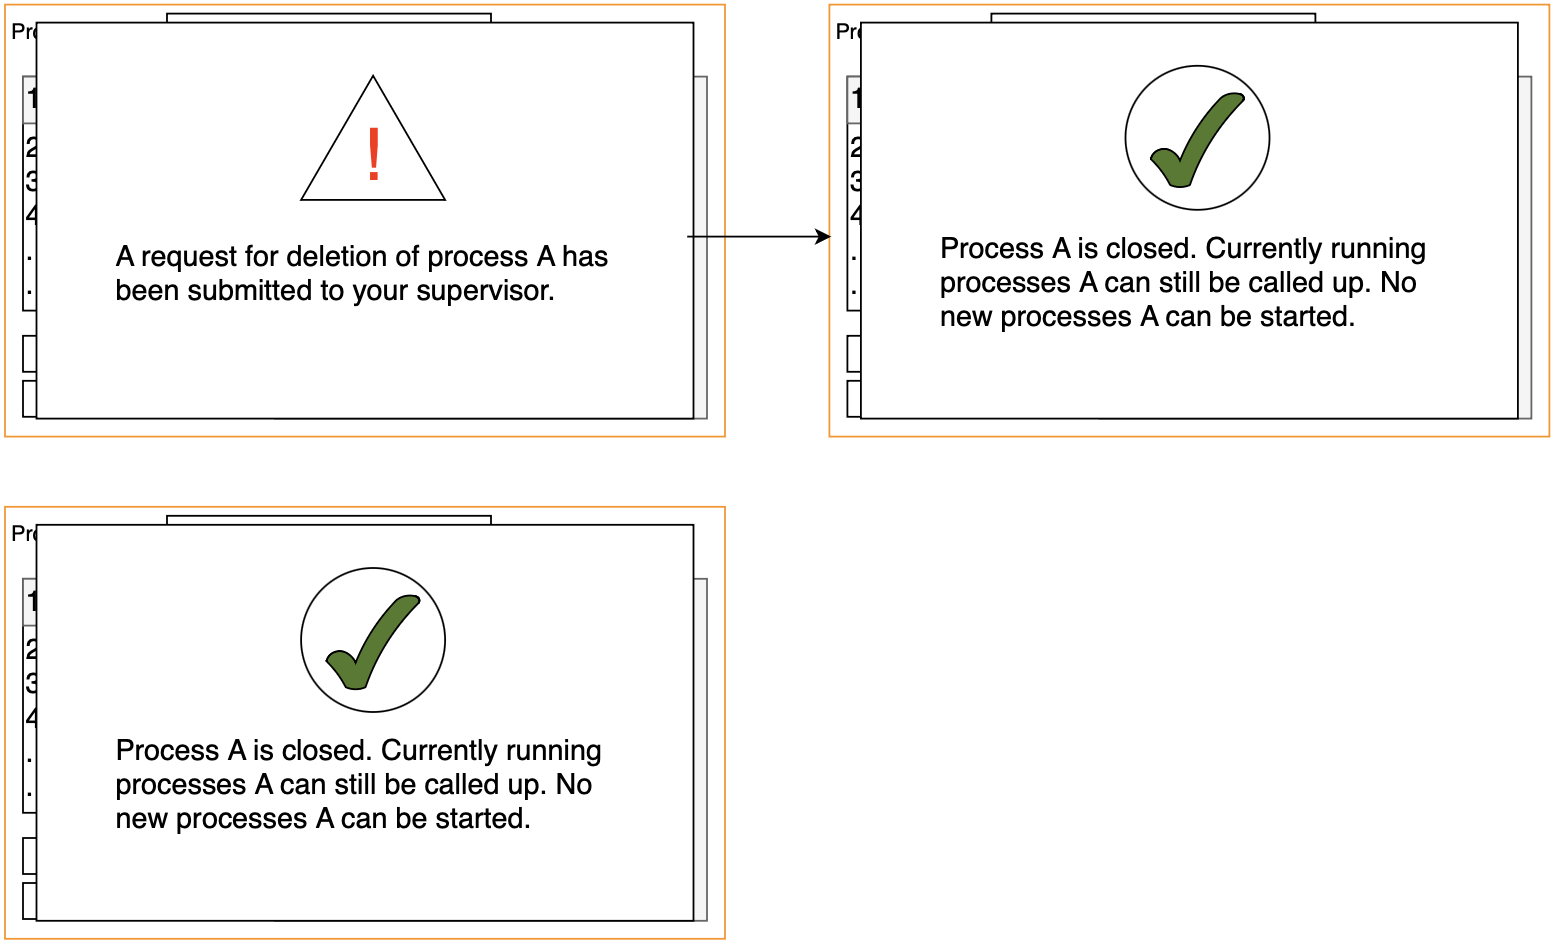 Pro
1
2
3
4
.
.
!
A request for deletion of process A has
been submitted to your supervisor.
Pro
1
2
3
4
.
.
Process A is closed. Currently running
processes A can still be called up. No
new processes A can be started.
Pro
1
2
3
4
.
.
Process A is closed. Currently running
processes A can still be called up. No
new processes A can be started.